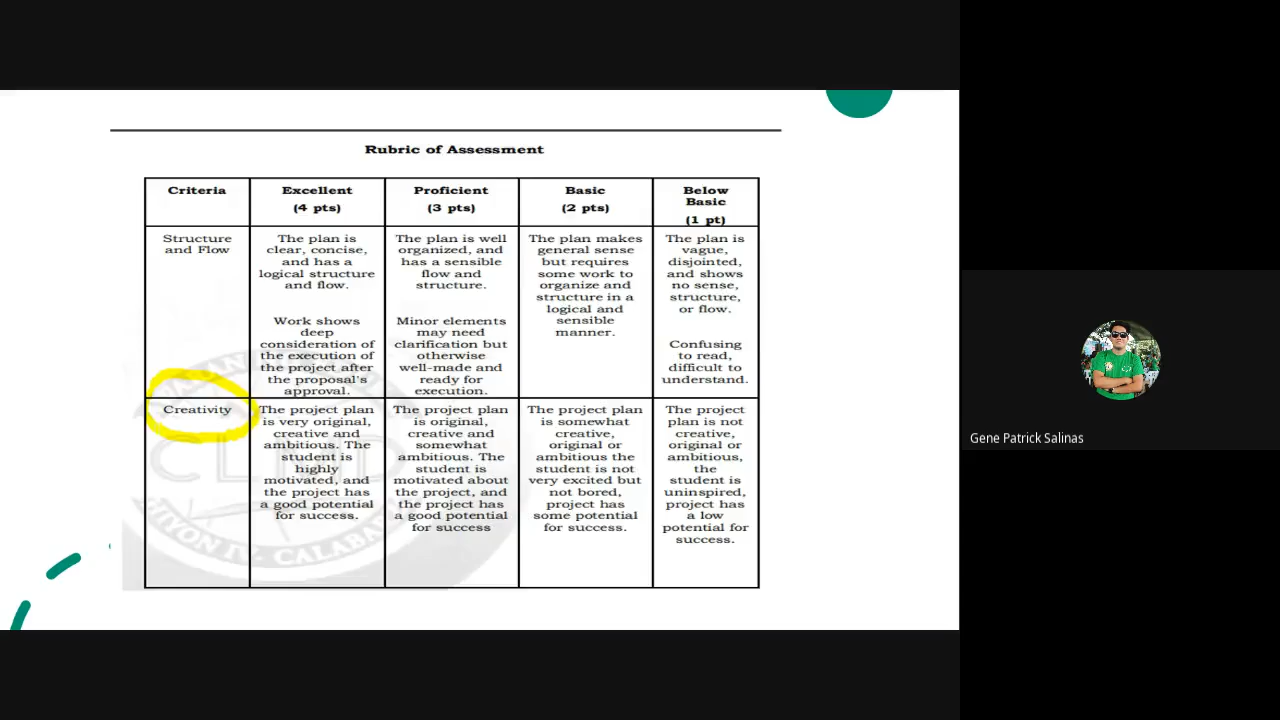 Rubric of Assessment
Criteria
Excellent
(4 pts)
Proficient
(3 pts)
Basic
(2 pts)
Below
Basic
(1 pt)
Structure
and Flow
The plan is
clear, concise,
and has a
logical structure
and flow.
Work shows
deep
consideration of
the execution of
the project after
the proposal's
approval.
The plan is well
organized, and
has a sensible
flow and
structure.
Minor elements
may need
clarification but
otherwise
well-made and
ready for
execution.
The plan makes
general sense
but requires
some work to
organize and
structure in a
logical and
sensible
manner.
The plan is
vague,
disjointed,
and shows
no sense,
structure,
or flow.
Confusing
to read,
difficult to
understand.
Creativity
The project plan
is very original,
creative and
ambitious. The
student is
highly
motivated, and
the project has
a good potential
for success.
The project plan
is original,
creative and
somewhat
ambitious. The
student is
motivated about
the project, and
the project has
a good potential
for success
The project plan
is somewhat
creative,
original or
ambitious the
student is not
very excited but
not bored,
project has
some potential
for success.
The project
plan is not
creative,
original or
ambitious,
the
student is
uninspired,
project has
a low
potential for
success.
Gene Patrick Salinas